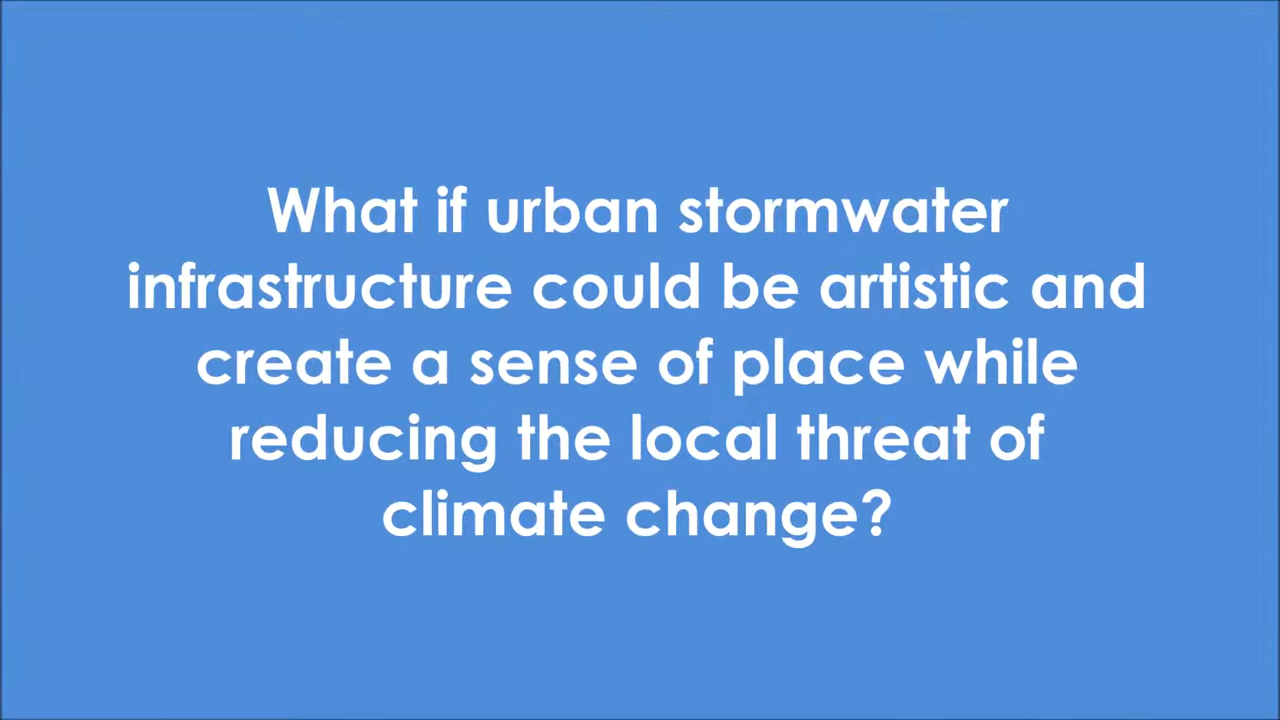 What if urban stormwater
infrastructure could be artistic and
create a sense of place while
reducing the local threat of
climate change?